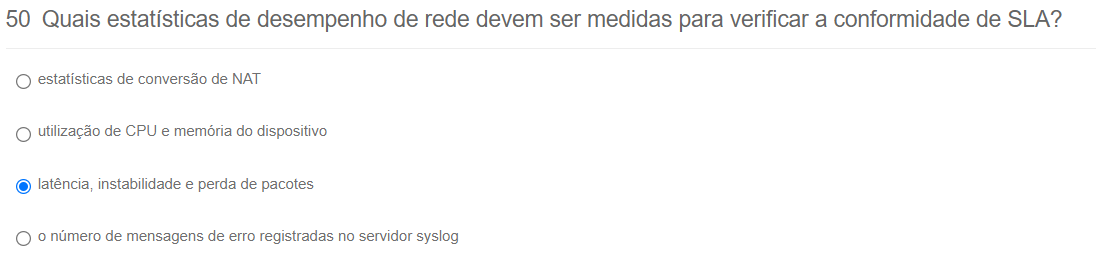 50 Quais estatísticas de desempenho de rede devem ser medidas para verificar a conformidade de SLA?
estatísticas de conversão de NAT
utilização de CPU e memória do dispositivo
latência, instabilidade e perda de pacotes
o número de mensagens de erro registradas no servidor syslog